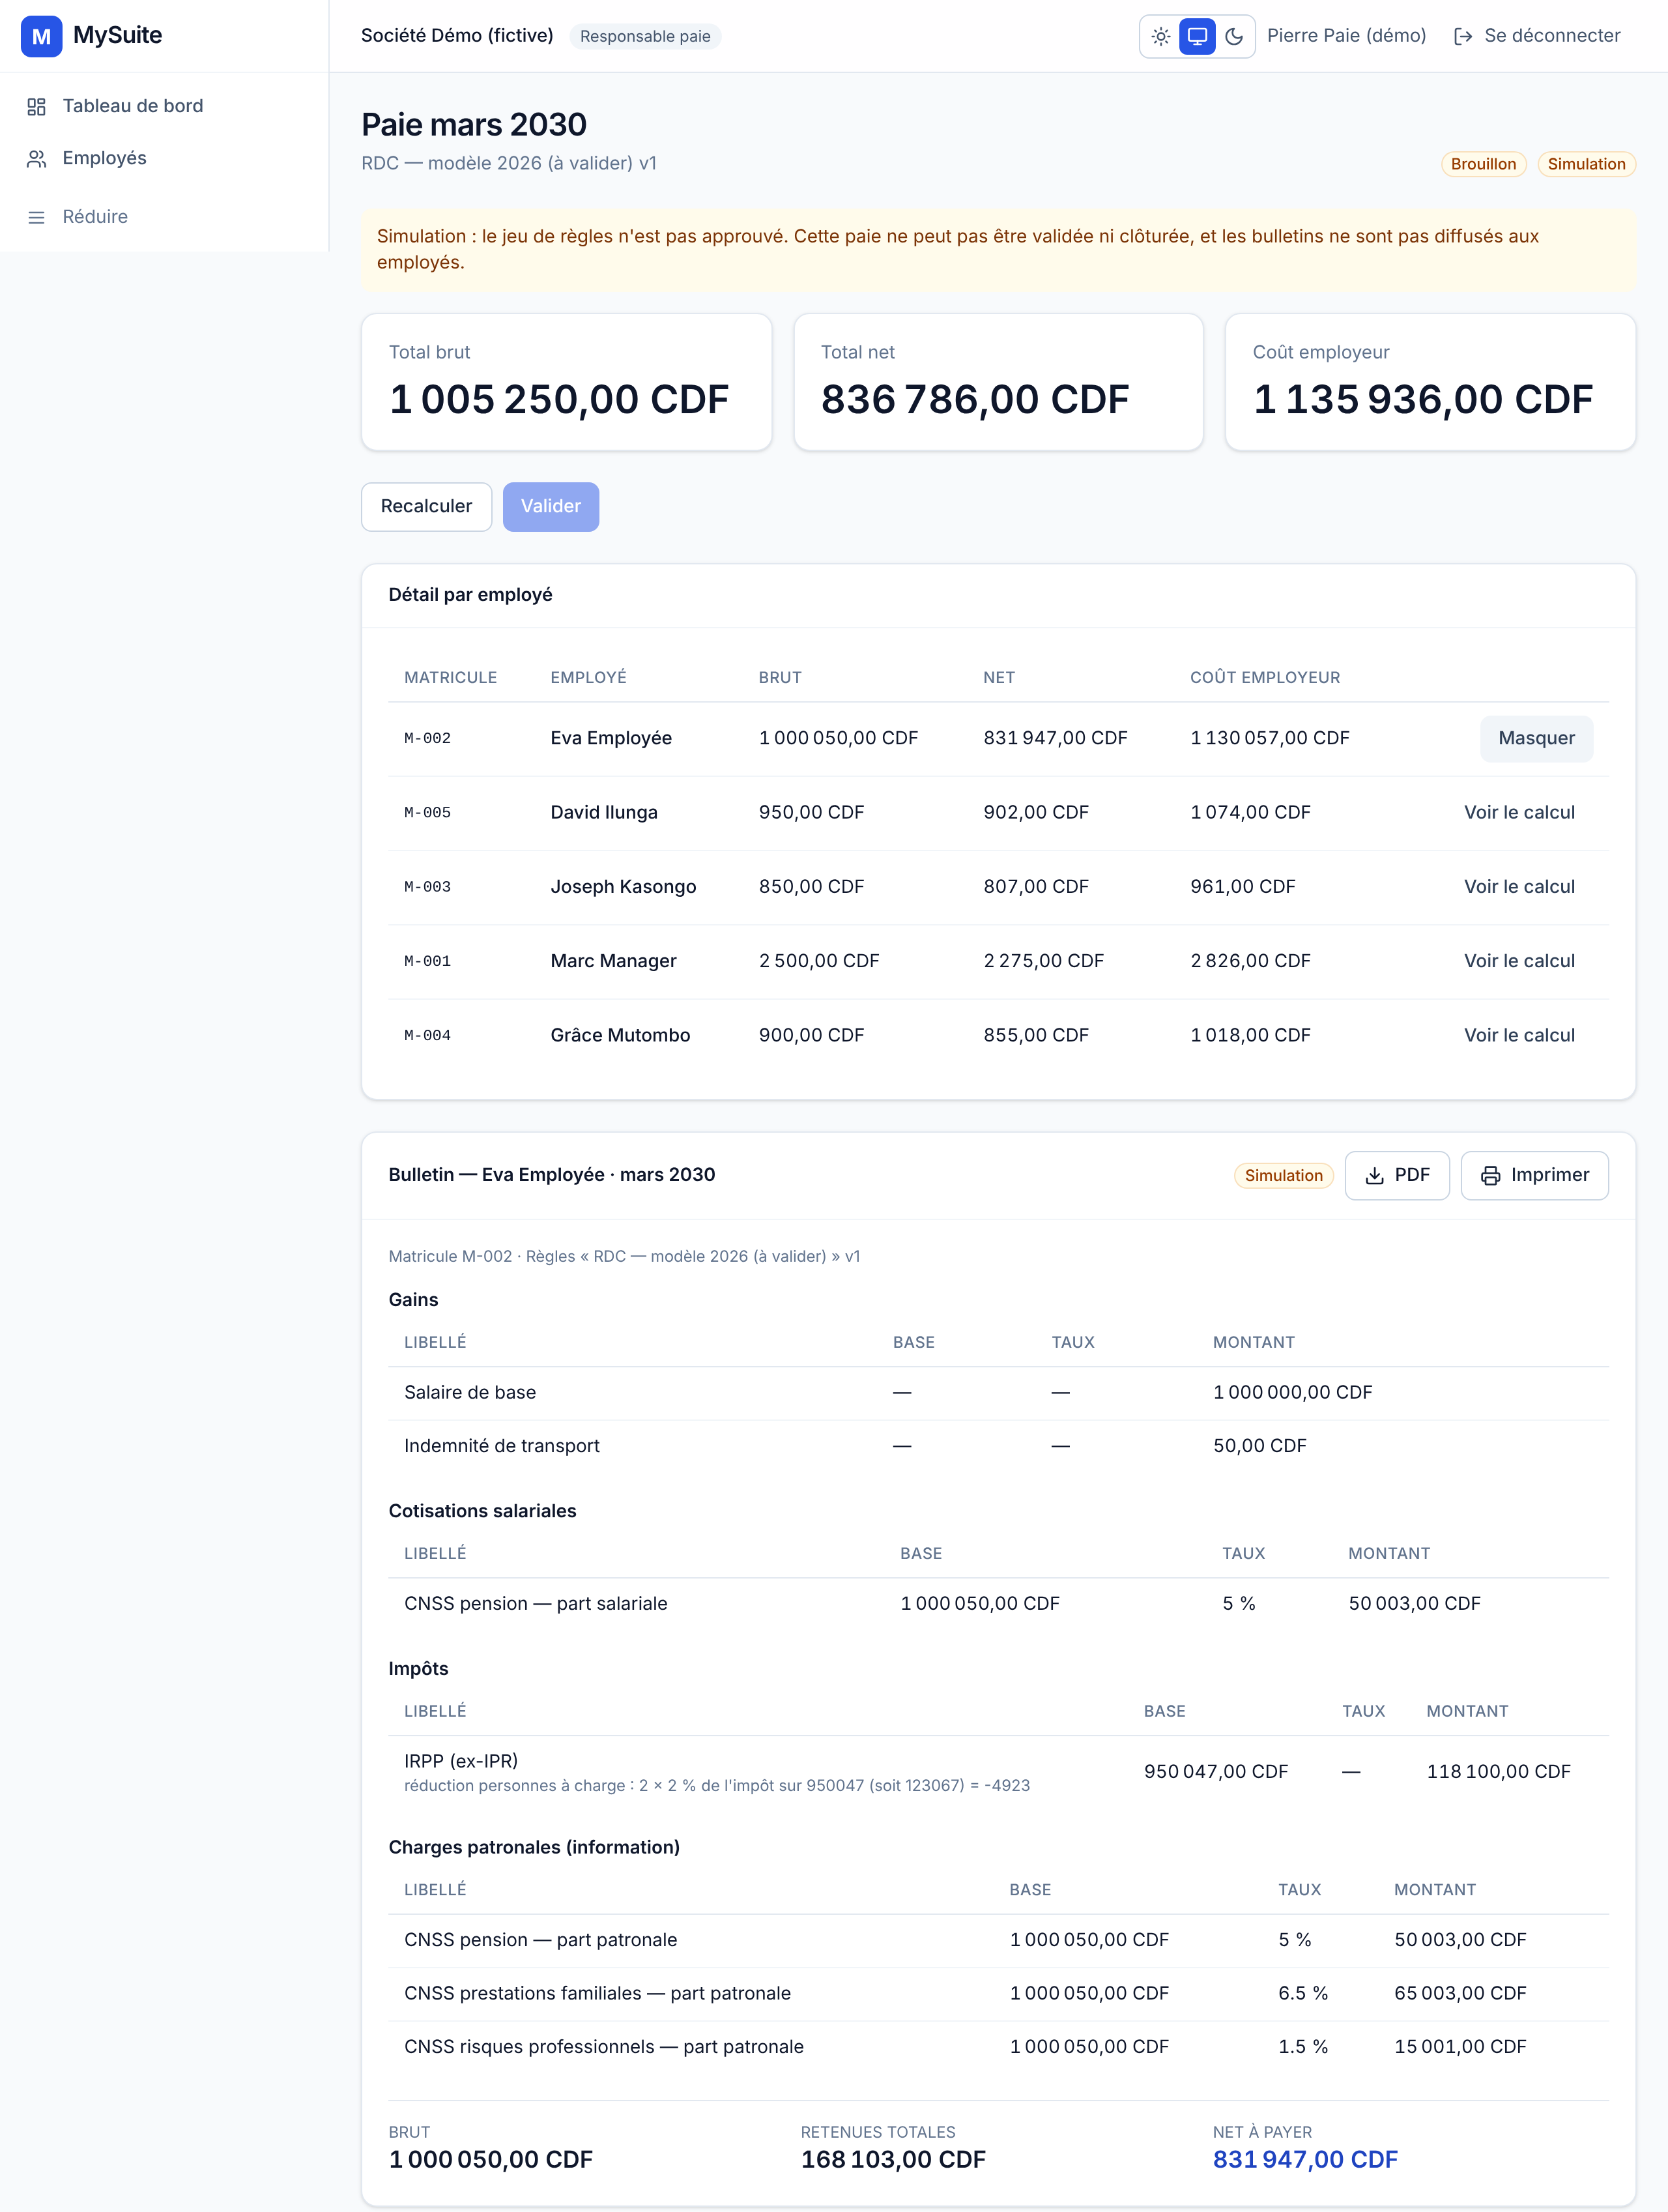 M MySuite
Société Démo (fictive) Responsable paie Pierre Paie (démo) Se déconnecter
Tableau de bord
Employés
Réduire
Paie mars 2030
RDC — modèle 2026 (à valider) v1
Brouillon Simulation
Simulation : le jeu de règles n'est pas approuvé. Cette paie ne peut pas être validée ni clôturée, et les bulletins ne sont pas diffusés aux
employés.
Total brut
1 005 250,00 CDF
Total net
836 786,00 CDF
Coût employeur
1 135 936,00 CDF
Recalculer Valider
Détail par employé
MATRICULE EMPLOYÉ BRUT NET COÛT EMPLOYEUR
M-002 Eva Employée 1 000 050,00 CDF 831 947,00 CDF 1 130 057,00 CDF Masquer
M-005 David Ilunga 950,00 CDF 902,00 CDF 1 074,00 CDF Voir le calcul
M-003 Joseph Kasongo 850,00 CDF 807,00 CDF 961,00 CDF Voir le calcul
M-001 Marc Manager 2 500,00 CDF 2 275,00 CDF 2 826,00 CDF Voir le calcul
M-004 Grâce Mutombo 900,00 CDF 855,00 CDF 1 018,00 CDF Voir le calcul
Bulletin — Eva Employée · mars 2030 Simulation PDF Imprimer
Matricule M-002 · Règles « RDC — modèle 2026 (à valider) » v1
Gains
LIBELLÉ BASE TAUX MONTANT
Salaire de base — — 1 000 000,00 CDF
Indemnité de transport — — 50,00 CDF
Cotisations salariales
LIBELLÉ BASE TAUX MONTANT
CNSS pension — part salariale 1 000 050,00 CDF 5 % 50 003,00 CDF
Impôts
LIBELLÉ BASE TAUX MONTANT
IRPP (ex-IPR) 950 047,00 CDF — 118 100,00 CDF
réduction personnes à charge : 2 × 2 % de l'impôt sur 950047 (soit 123067) = -4923
Charges patronales (information)
LIBELLÉ BASE TAUX MONTANT
CNSS pension — part patronale 1 000 050,00 CDF 5 % 50 003,00 CDF
CNSS prestations familiales — part patronale 1 000 050,00 CDF 6.5 % 65 003,00 CDF
CNSS risques professionnels — part patronale 1 000 050,00 CDF 1.5 % 15 001,00 CDF
BRUT RETENUES TOTALES NET À PAYER
1 000 050,00 CDF 168 103,00 CDF 831 947,00 CDF